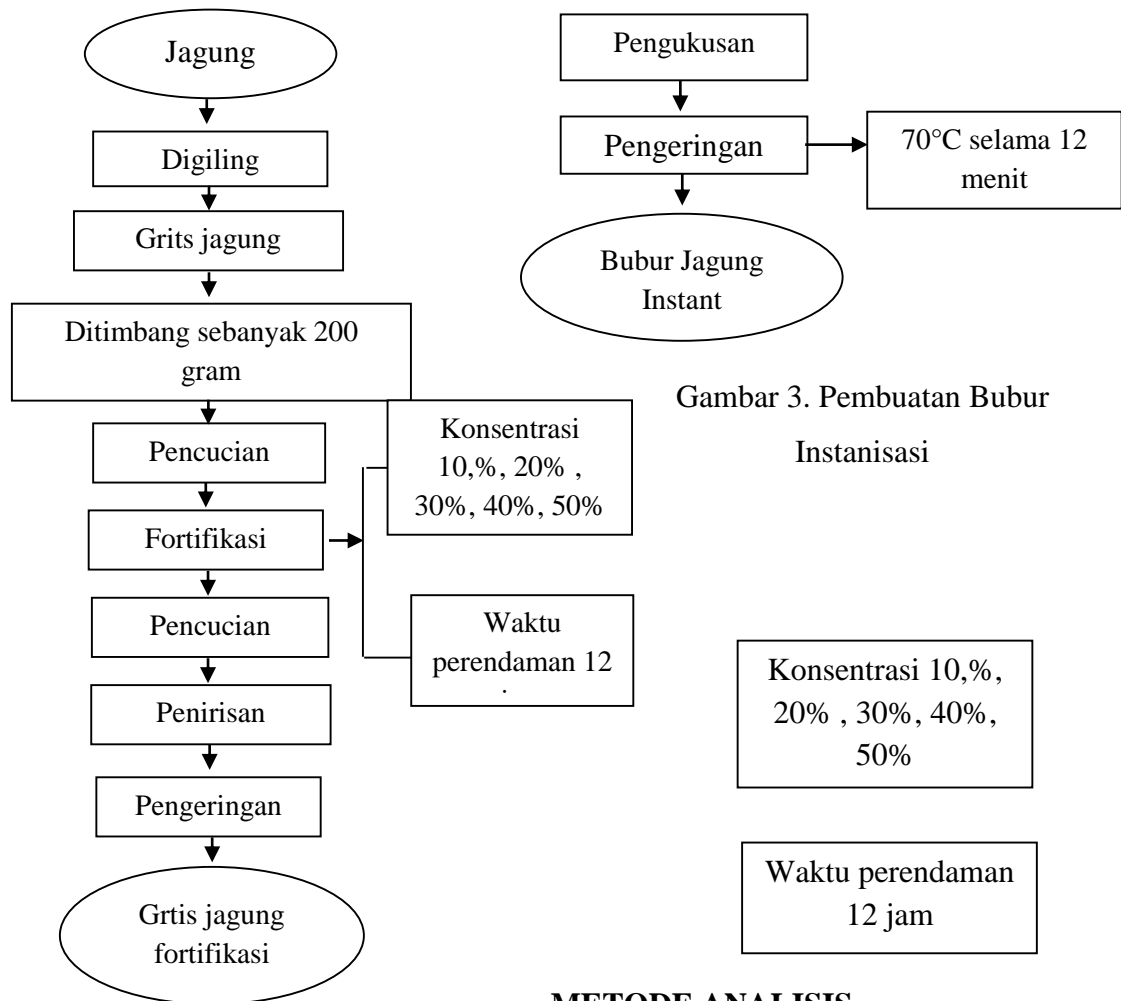 Jagung
Digiling
Grits jagung
Ditimbang sebanyak 200
gram
Pencucian
Fortifikasi
Konsentrasi
10,%, 20% ,
30%, 40%, 50%
Waktu
perendaman 12
Pencucian
Penirisan
Pengeringan
Grtis jagung
fortifikasi
Pengukusan
Pengeringan
70°C selama 12
menit
Bubur Jagung
Instant
Gambar 3. Pembuatan Bubur
Instanisasi
Konsentrasi 10,%,
20% , 30%, 40%,
50%
Waktu perendaman
12 jam
METODE ANALISIS